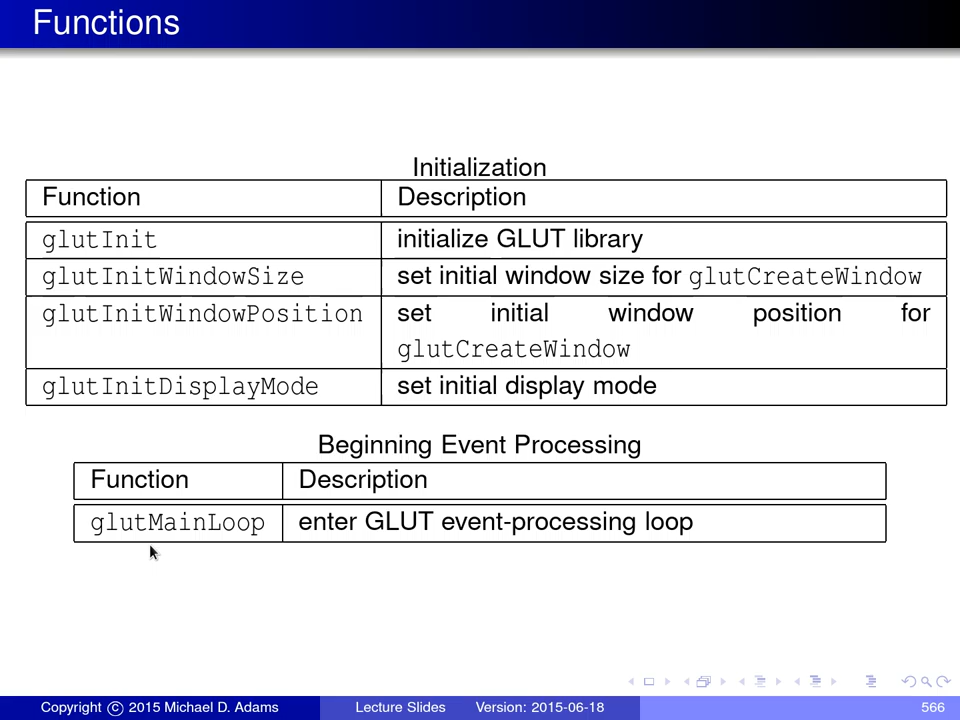 Functions
Initialization
Function Description
glutInit initialize GLUT library
glutInitWindowSize set initial window size for glutCreateWindow
glutInitWindowPosition set initial window position for
glutCreateWindow
glutInitDisplayMode set initial display mode
Beginning Event Processing
Function Description
glutMainLoop enter GLUT event-processing loop
Copyright © 2015 Michael D. Adams Lecture Slides Version: 2015-06-18 566